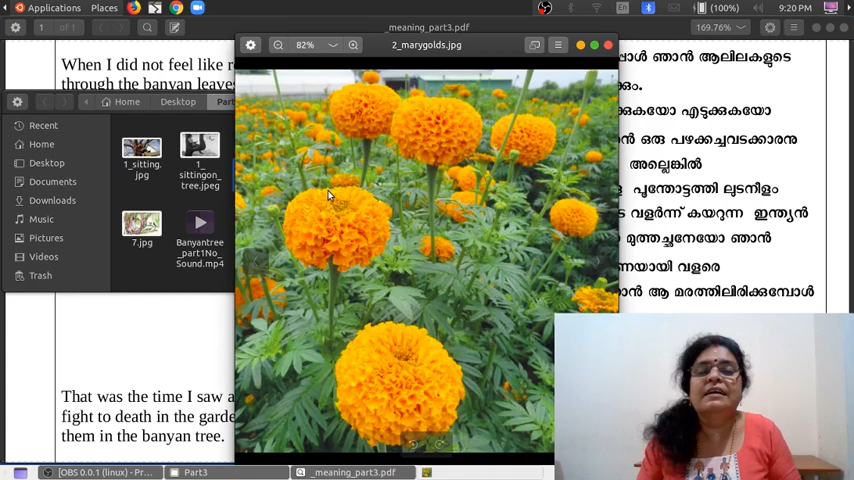 Applications Places En (100%) 9:20 PM
1 of 1 _meaning_part3.pdf 169.76%
82% 2_marygolds.jpg
When I did not feel like r
through the banyan leave
Home Desktop Part
Recent
Home
Desktop
Documents
Downloads
Music
Pictures
Videos
Trash
1_sitting.
jpg
1_
sittingon_
tree.jpeg
7.jpg
Banyantree
_part1No_
Sound.mp4
ഞാൻ ആലിലകളുടെ
ക്കും.
കുകയോ എടുക്കുകയോ
ൻ ഒരു പഴക്കച്ചവടക്കാരനു
അല്ലെങ്കിൽ
പൂന്തോട്ടത്തി ലുടനീളം
വളർന്ന് കയറുന്ന ഇന്ത്യൻ
മുത്തച്ഛനേയോ ഞാൻ
ണയായി വളരെ
ഞാൻ ആ മരത്തിലിരിക്കുമ്പോൾ
That was the time I saw a
fight to death in the garde
them in the banyan tree.
[OBS 0.0.1 (linux) - Pr... Part3 _meaning_part3.pdf